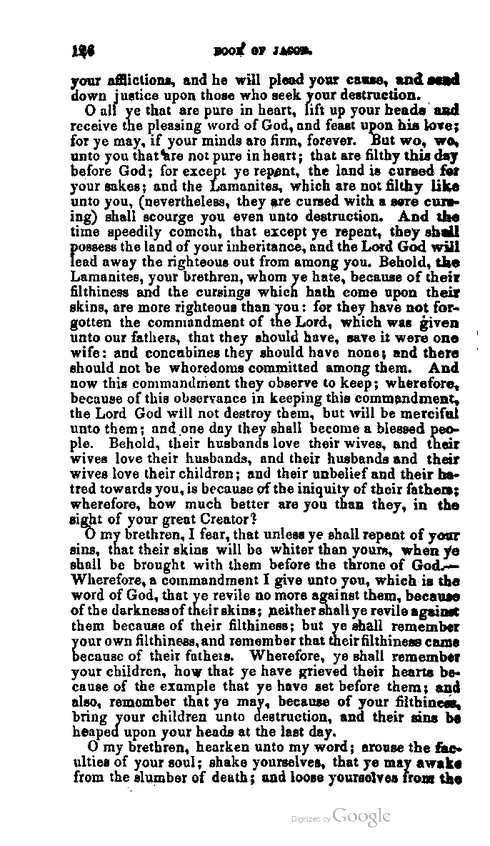 126 BOOK OF JACOB.
your afflictions, and he will plead your cause, and send
down justice upon those who seek your destruction.
O all ye that are pure in heart, lift up your heads and
receive the pleasing word of God, and feast upon his love;
for ye may, if your minds are firm, forever. But wo, wo,
unto you that are not pure in heart; that are filthy this day
before God; for except ye repent, the land is cursed for
your sakes; and the Lamanites, which are not filthy like
unto you, (nevertheless, they are cursed with a sore curs-
ing) shall scourge you even unto destruction. And the
time speedily cometh, that except ye repent, they shall
possess the land of your inheritance, and the Lord God will
lead away the righteous out from among you. Behold, the
Lamanites, your brethren, whom ye hate, because of their
filthiness and the cursings which hath come upon their
skins, are more righteous than you: for they have not for-
gotten the commandment of the Lord, which was given
unto our fathers, that they should have, save it were one
wife: and concubines they should have none; and there
should not be whoredoms committed among them. And
now this commandment they observe to keep; wherefore,
because of this observance in keeping this commandment,
the Lord God will not destroy them, but will be merciful
unto them; and one day they shall become a blessed peo-
ple. Behold, their husbands love their wives, and their
wives love their husbands, and their husbands and their
wives love their children; and their unbelief and their ha-
tred towards you, is because of the iniquity of their fathers;
wherefore, how much better are you than they, in the
sight of your great Creator?
O my brethren, I fear, that unless ye shall repent of your
sins, that their skins will be whiter than yours, when ye
shall be brought with them before the throne of God.—
Wherefore, a commandment I give unto you, which is the
word of God, that ye revile no more against them, because
of the darkness of their skins; neither shall ye revile against
them because of their filthiness; but ye shall remember
your own filthiness, and remember that their filthiness came
because of their fathers. Wherefore, ye shall remember
your children, how that ye have grieved their hearts be-
cause of the example that ye have set before them; and
also, remember that ye may, because of your filthiness,
bring your children unto destruction, and their sins be
heaped upon your heads at the last day.
O my brethren, hearken unto my word; arouse the fac-
ulties of your soul; shake yourselves, that ye may awake
from the slumber of death; and loose yourselves from the
Digitized by Google